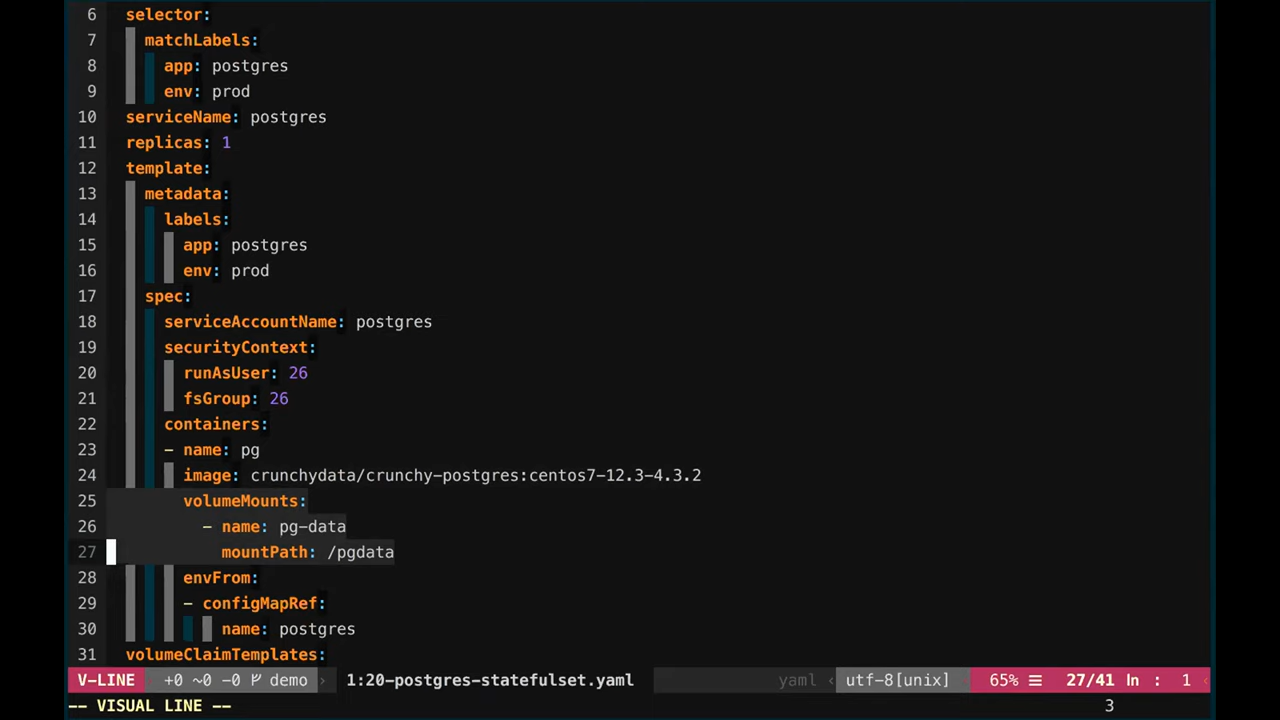 6 selector:
7 matchLabels:
8 app: postgres
9 env: prod
10 serviceName: postgres
11 replicas: 1
12 template:
13 metadata:
14 labels:
15 app: postgres
16 env: prod
17 spec:
18 serviceAccountName: postgres
19 securityContext:
20 runAsUser: 26
21 fsGroup: 26
22 containers:
23 - name: pg
24 image: crunchydata/crunchy-postgres:centos7-12.3-4.3.2
25 volumeMounts:
26 - name: pg-data
27 mountPath: /pgdata
28 envFrom:
29 - configMapRef:
30 name: postgres
31 volumeClaimTemplates:
V-LINE +0 ~0 -0 demo › 1:20-postgres-statefulset.yaml yaml ‹ utf-8[unix] 65% ☰ 27/41 ln : 1
-- VISUAL LINE -- 3